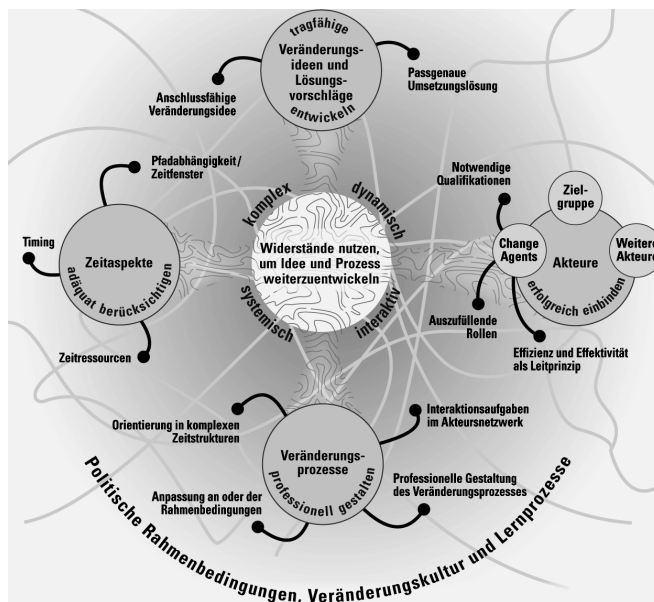 tragfähige
Veränderungs-
ideen und
Lösungs-
vorschläge
entwickeln
Anschlussfähige
Veränderungsidee
Passgenaue
Umsetzungslösung
Pfadabhängigkeit/
Zeitfenster
Timing
Zeitaspekte
adäquat berücksichtigen
Zeitressourcen
komplex
dynamisch
Widerstände nutzen,
um Idee und Prozess
weiterzuentwickeln
systemisch
interaktiv
Notwendige
Qualifikationen
Ziel-
gruppe
Change
Agents
Akteure
Weitere
Akteure
erfolgreich einbinden
Auszufüllende
Rollen
Effizienz und Effektivität
als Leitprinzip
Orientierung in komplexen
Zeitstrukturen
Interaktionsaufgaben
im Akteursnetzwerk
Veränderungs-
prozesse
professionell gestalten
Anpassung an oder der
Rahmenbedingungen
Professionelle Gestaltung
des Veränderungsprozesses
Politische Rahmenbedingungen, Veränderungskultur und Lernprozesse